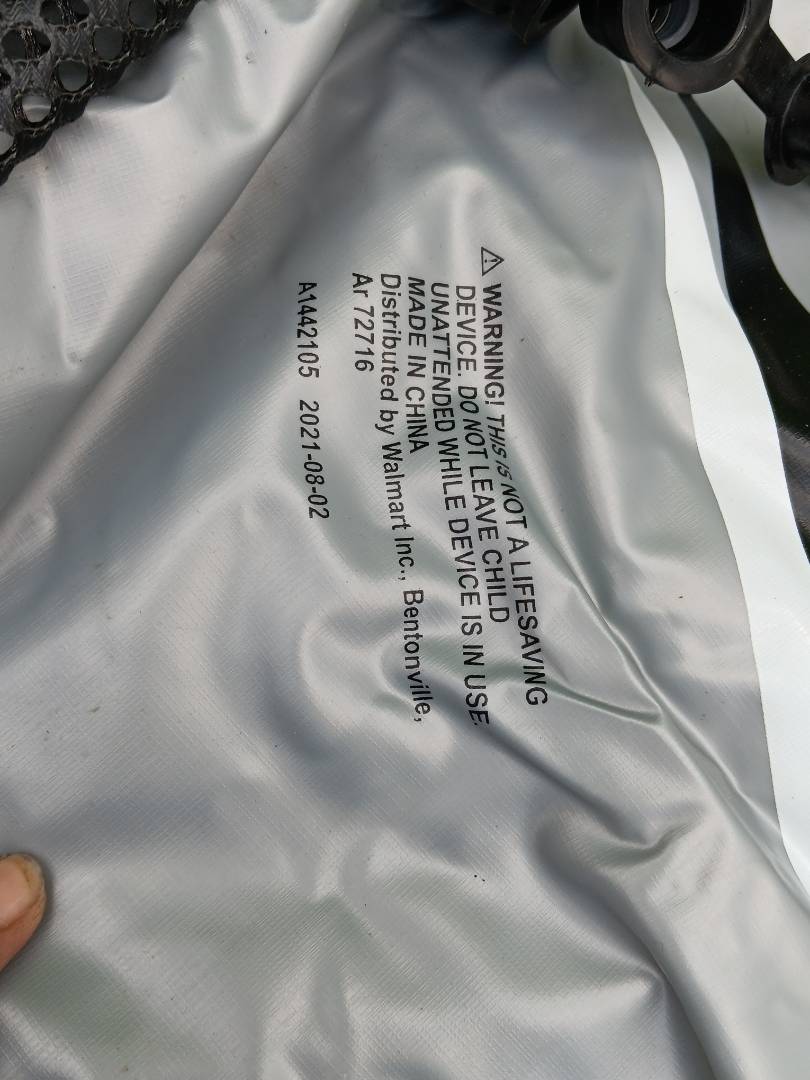 ⚠ WARNING! THIS IS NOT A LIFESAVING
DEVICE. DO NOT LEAVE CHILD
UNATTENDED WHILE DEVICE IS IN USE.
MADE IN CHINA
Distributed by Walmart Inc., Bentonville,
Ar 72716
A1442105 2021-08-02